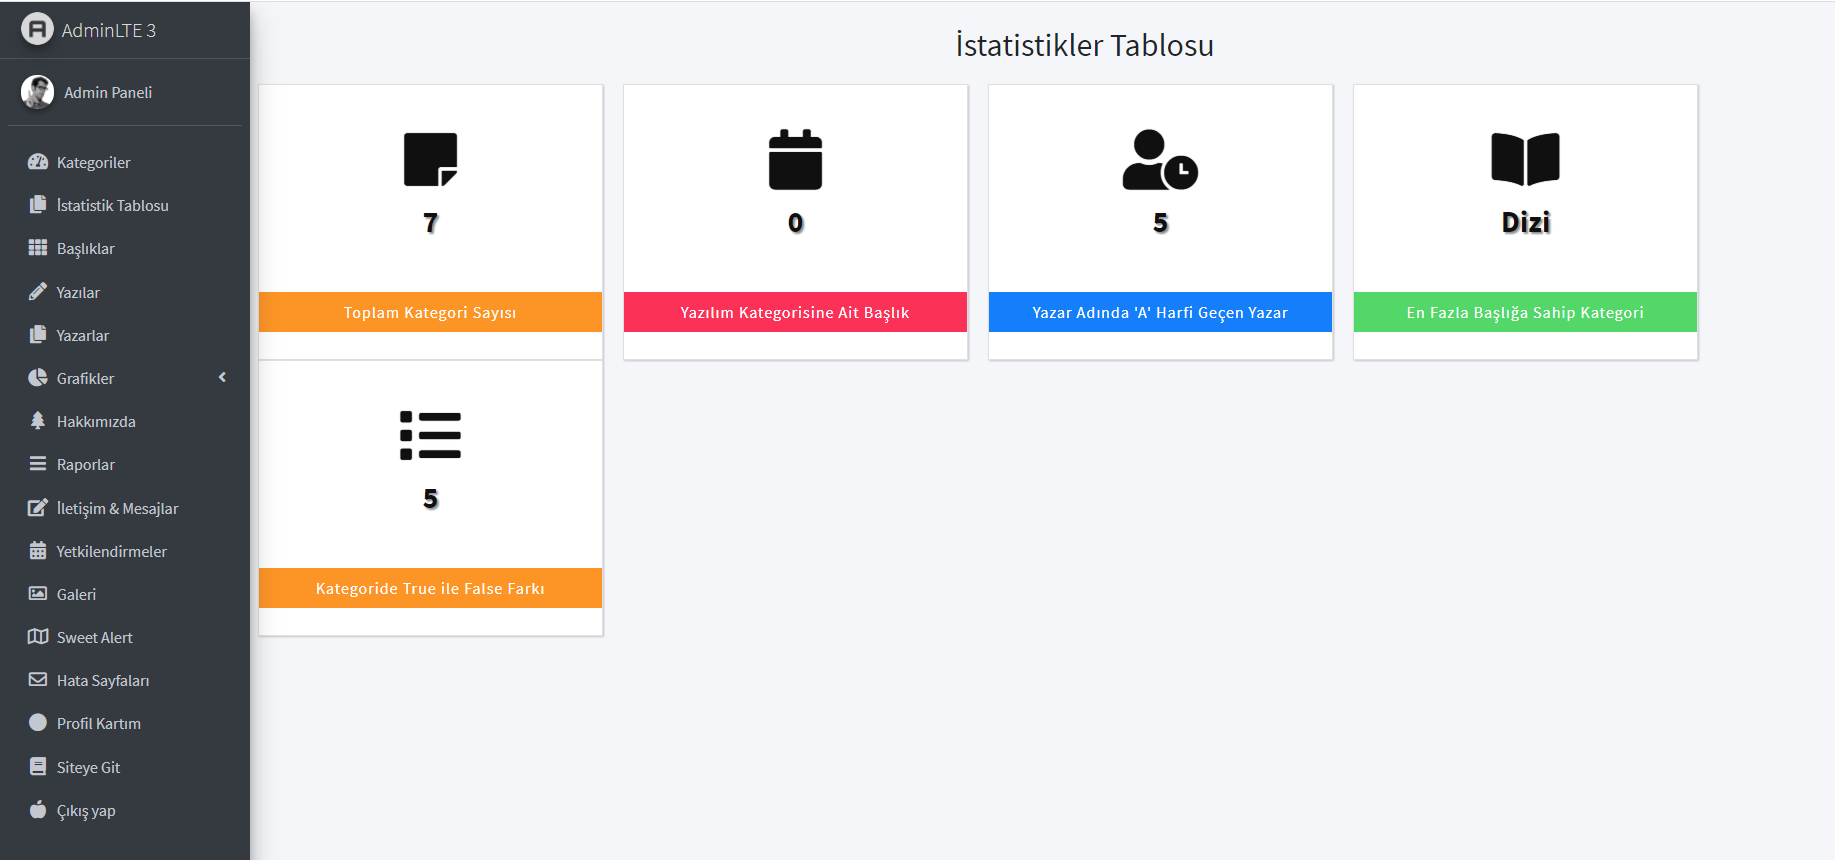 AdminLTE 3
Admin Paneli
Kategoriler
İstatistik Tablosu
Başlıklar
Yazılar
Yazarlar
Grafikler
Hakkımızda
Raporlar
İletişim & Mesajlar
Yetkilendirmeler
Galeri
Sweet Alert
Hata Sayfaları
Profil Kartım
Siteye Git
Çıkış yap
İstatistikler Tablosu
7
Toplam Kategori Sayısı
0
Yazılım Kategorisine Ait Başlık
5
Yazar Adında 'A' Harfi Geçen Yazar
Dizi
En Fazla Başlığa Sahip Kategori
5
Kategoride True ile False Farkı